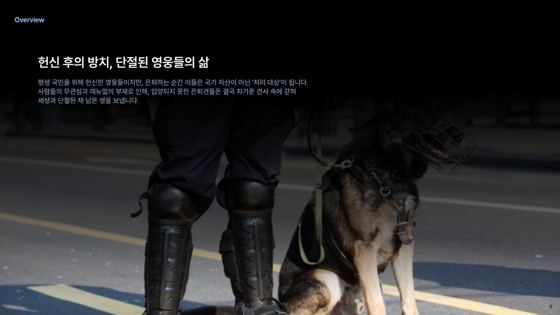 Overview
헌신 후의 방치, 단절된 영웅들의 삶
평생 국민을 위해 헌신한 영웅들이지만, 은퇴하는 순간 이들은 국가 자산이 아닌 '처리 대상'이 됩니다.
사람들의 무관심과 매뉴얼의 부재로 인해, 입양되지 못한 은퇴견들은 결국 차가운 견사 속에 갇혀
세상과 단절된 채 남은 생을 보냅니다.